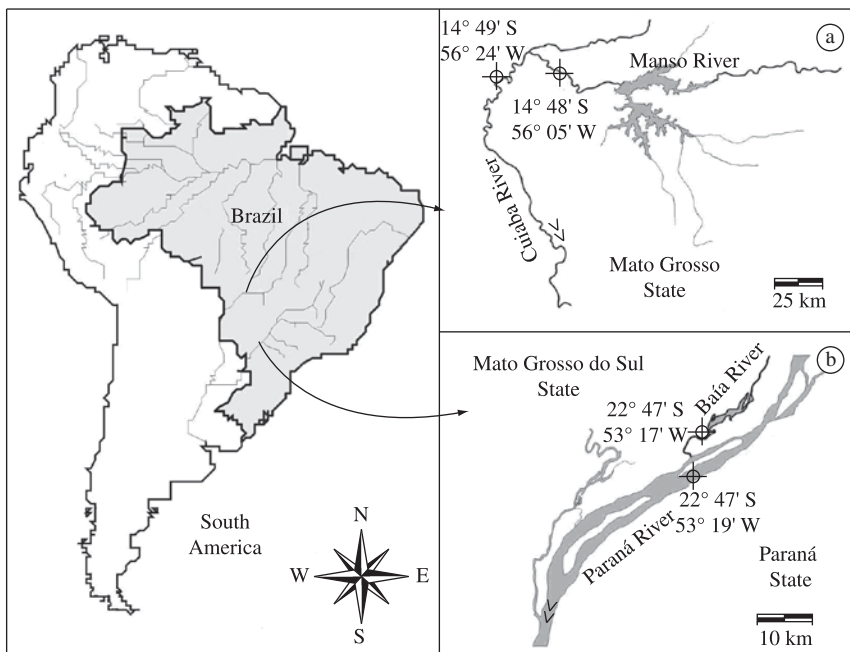 Brazil
South
America
N
W
E
S
a
14° 49' S
56° 24' W
Manso River
14° 48' S
56° 05' W
Cuiaba River
Mato Grosso
State
25 km
b
Mato Grosso do Sul
State
Baía River
22° 47' S
53° 17' W
22° 47' S
53° 19' W
Paraná River
Paraná
State
10 km